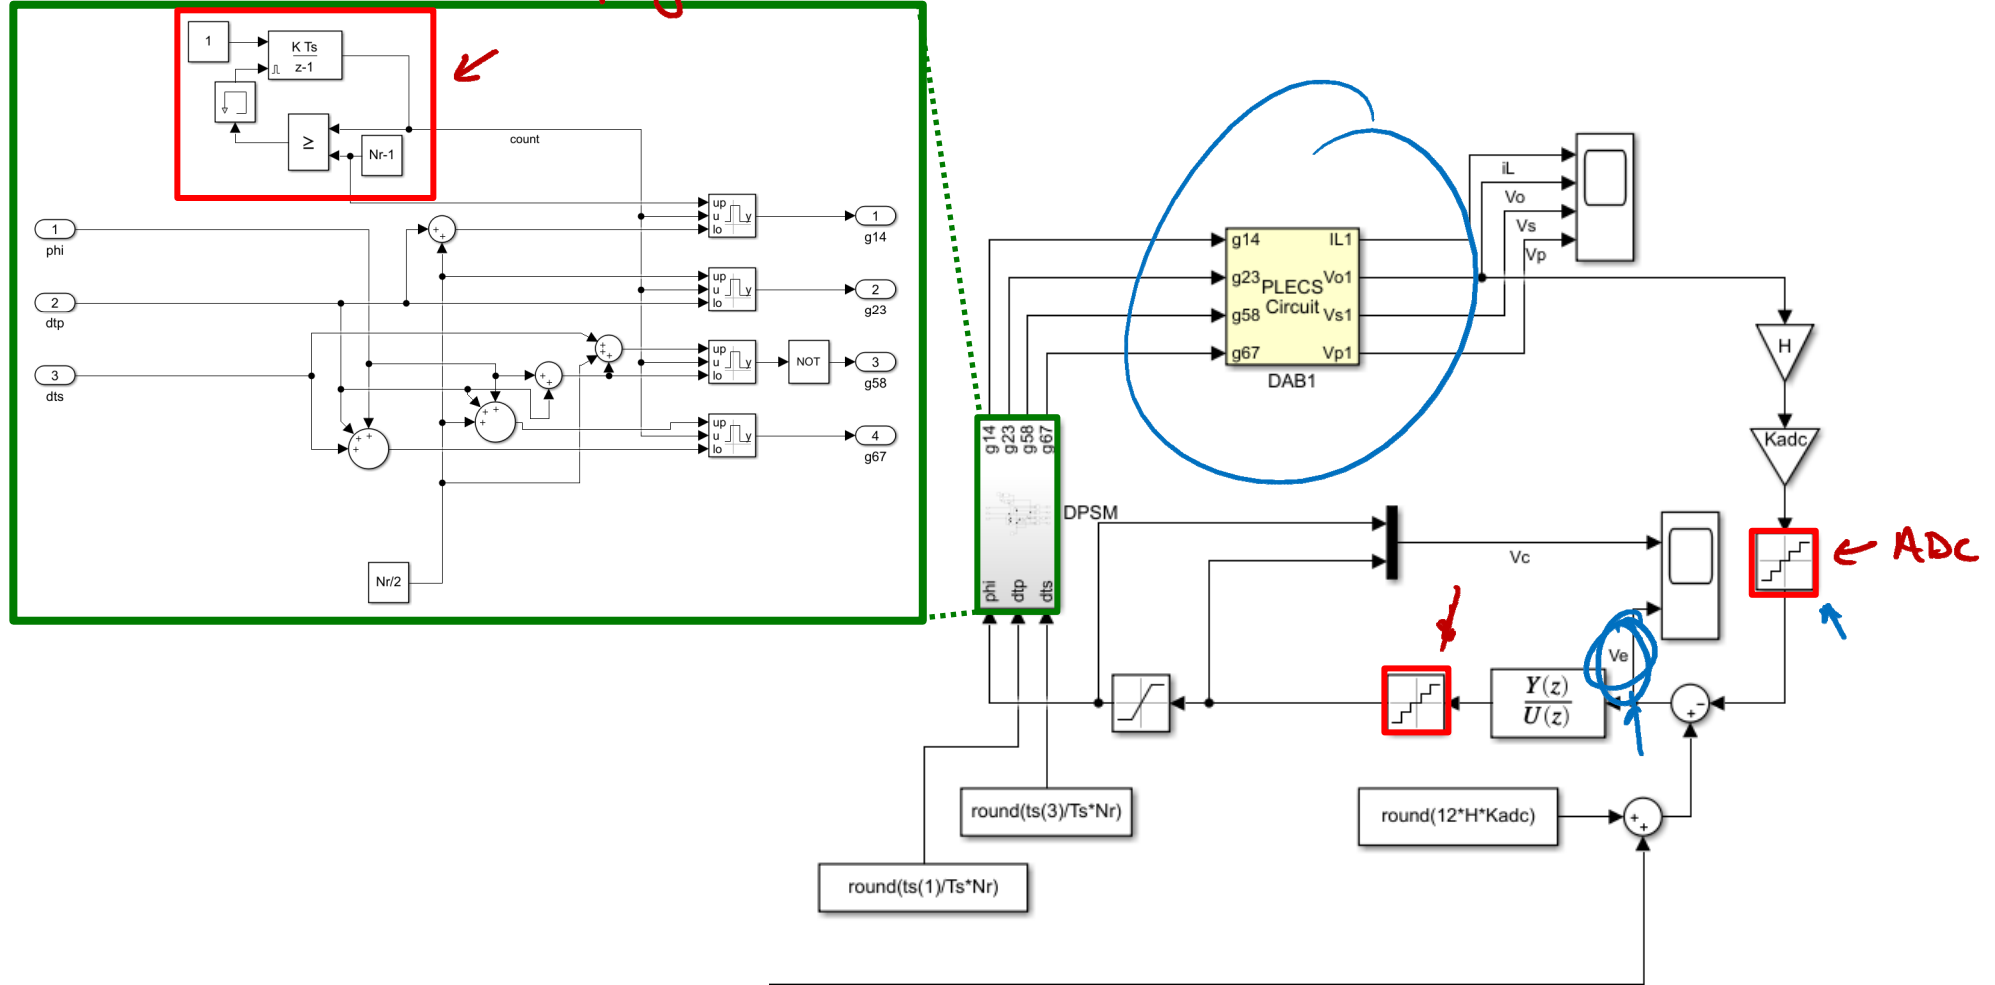 1
K Ts
z-1
≥
Nr-1
count
1
phi
2
dtp
3
dts
up
u
lo
y
1
g14
up
u
lo
y
2
g23
up
u
lo
y
NOT
3
g58
up
u
lo
y
4
g67
Nr/2
g14
g23
g58
g67
PLECS
Circuit
IL1
Vo1
Vs1
Vp1
DAB1
iL
Vo
Vs
Vp
H
Kadc
ADC
g14
g23
g58
g67
phi
dtp
dts
DPSM
Vc
Ve
Y(z)
U(z)
round(ts(3)/Ts*Nr)
round(12*H*Kadc)
round(ts(1)/Ts*Nr)